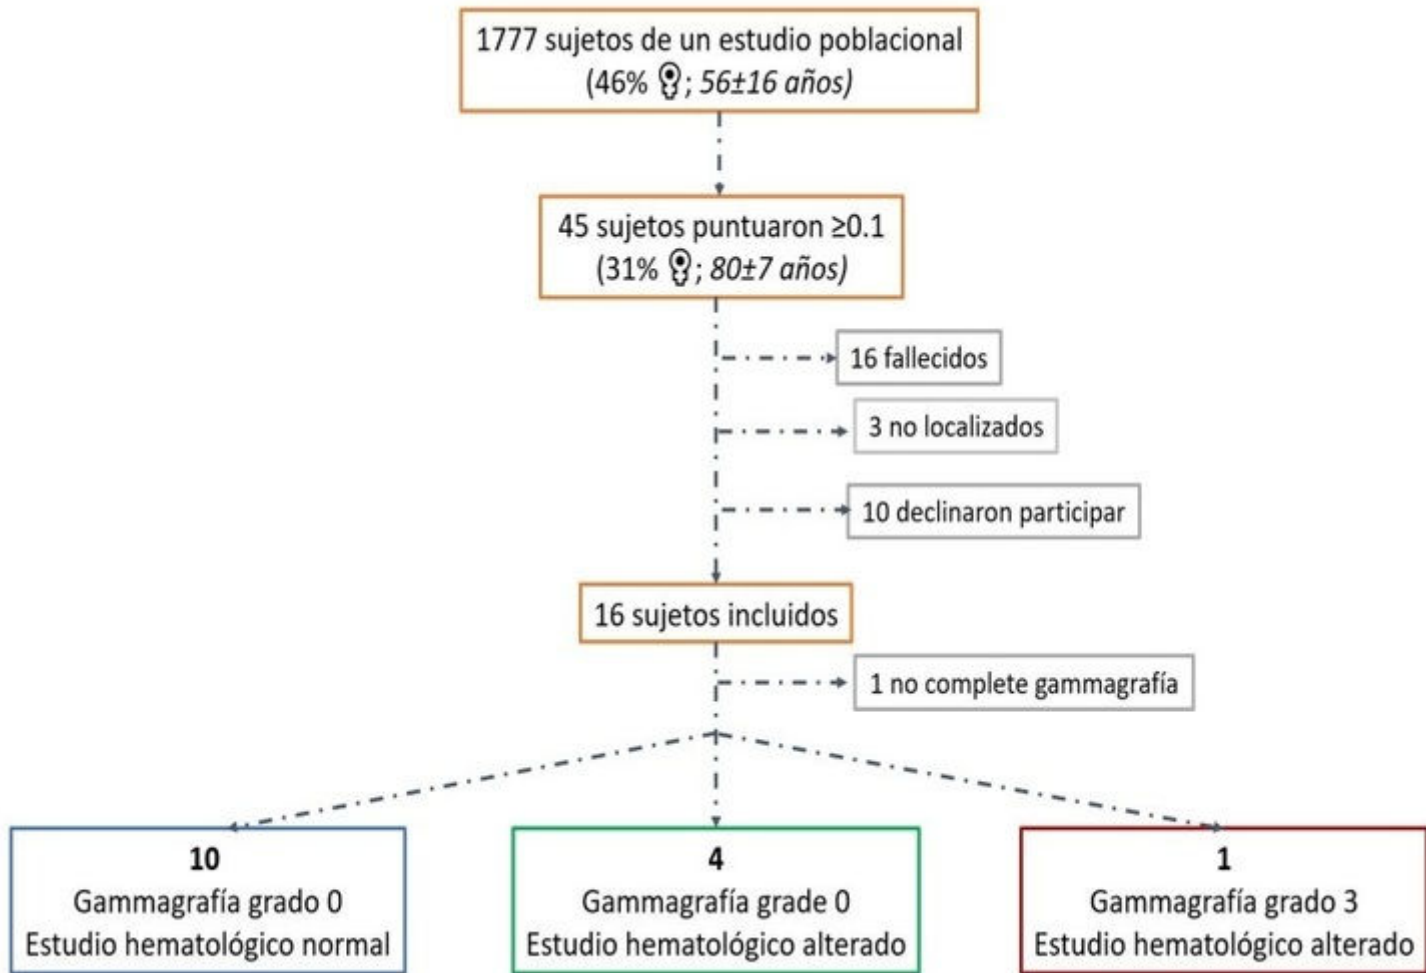 1777 sujetos de un estudio poblacional
(46% ; 56±16 años)
45 sujetos puntuaron ≥0.1
(31% ; 80±7 años)
16 fallecidos
3 no localizados
10 declinaron participar
16 sujetos incluidos
1 no complete gammagrafía
10
Gammagrafía grado 0
Estudio hematológico normal
4
Gammagrafía grade 0
Estudio hematológico alterado
1
Gammagrafía grado 3
Estudio hematológico alterado